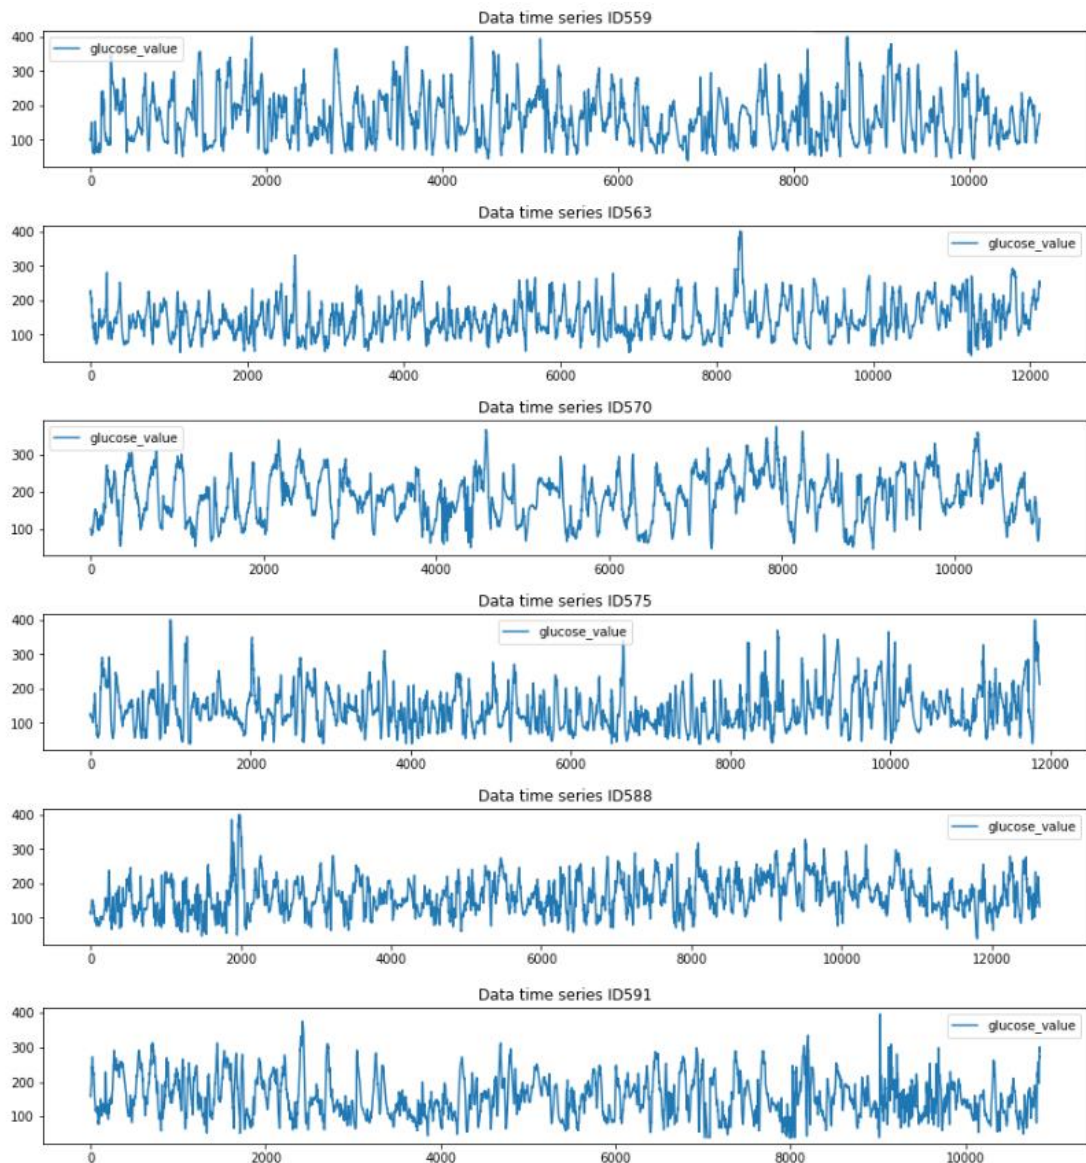 Data time series ID559
400
300
200
100
glucose_value
0 2000 4000 6000 8000 10000
Data time series ID563
400
300
200
100
glucose_value
0 2000 4000 6000 8000 10000 12000
Data time series ID570
300
200
100
glucose_value
0 2000 4000 6000 8000 10000
Data time series ID575
400
300
200
100
glucose_value
0 2000 4000 6000 8000 10000 12000
Data time series ID588
400
300
200
100
glucose_value
0 2000 4000 6000 8000 10000 12000
Data time series ID591
400
300
200
100
glucose_value
0 2000 4000 6000 8000 10000